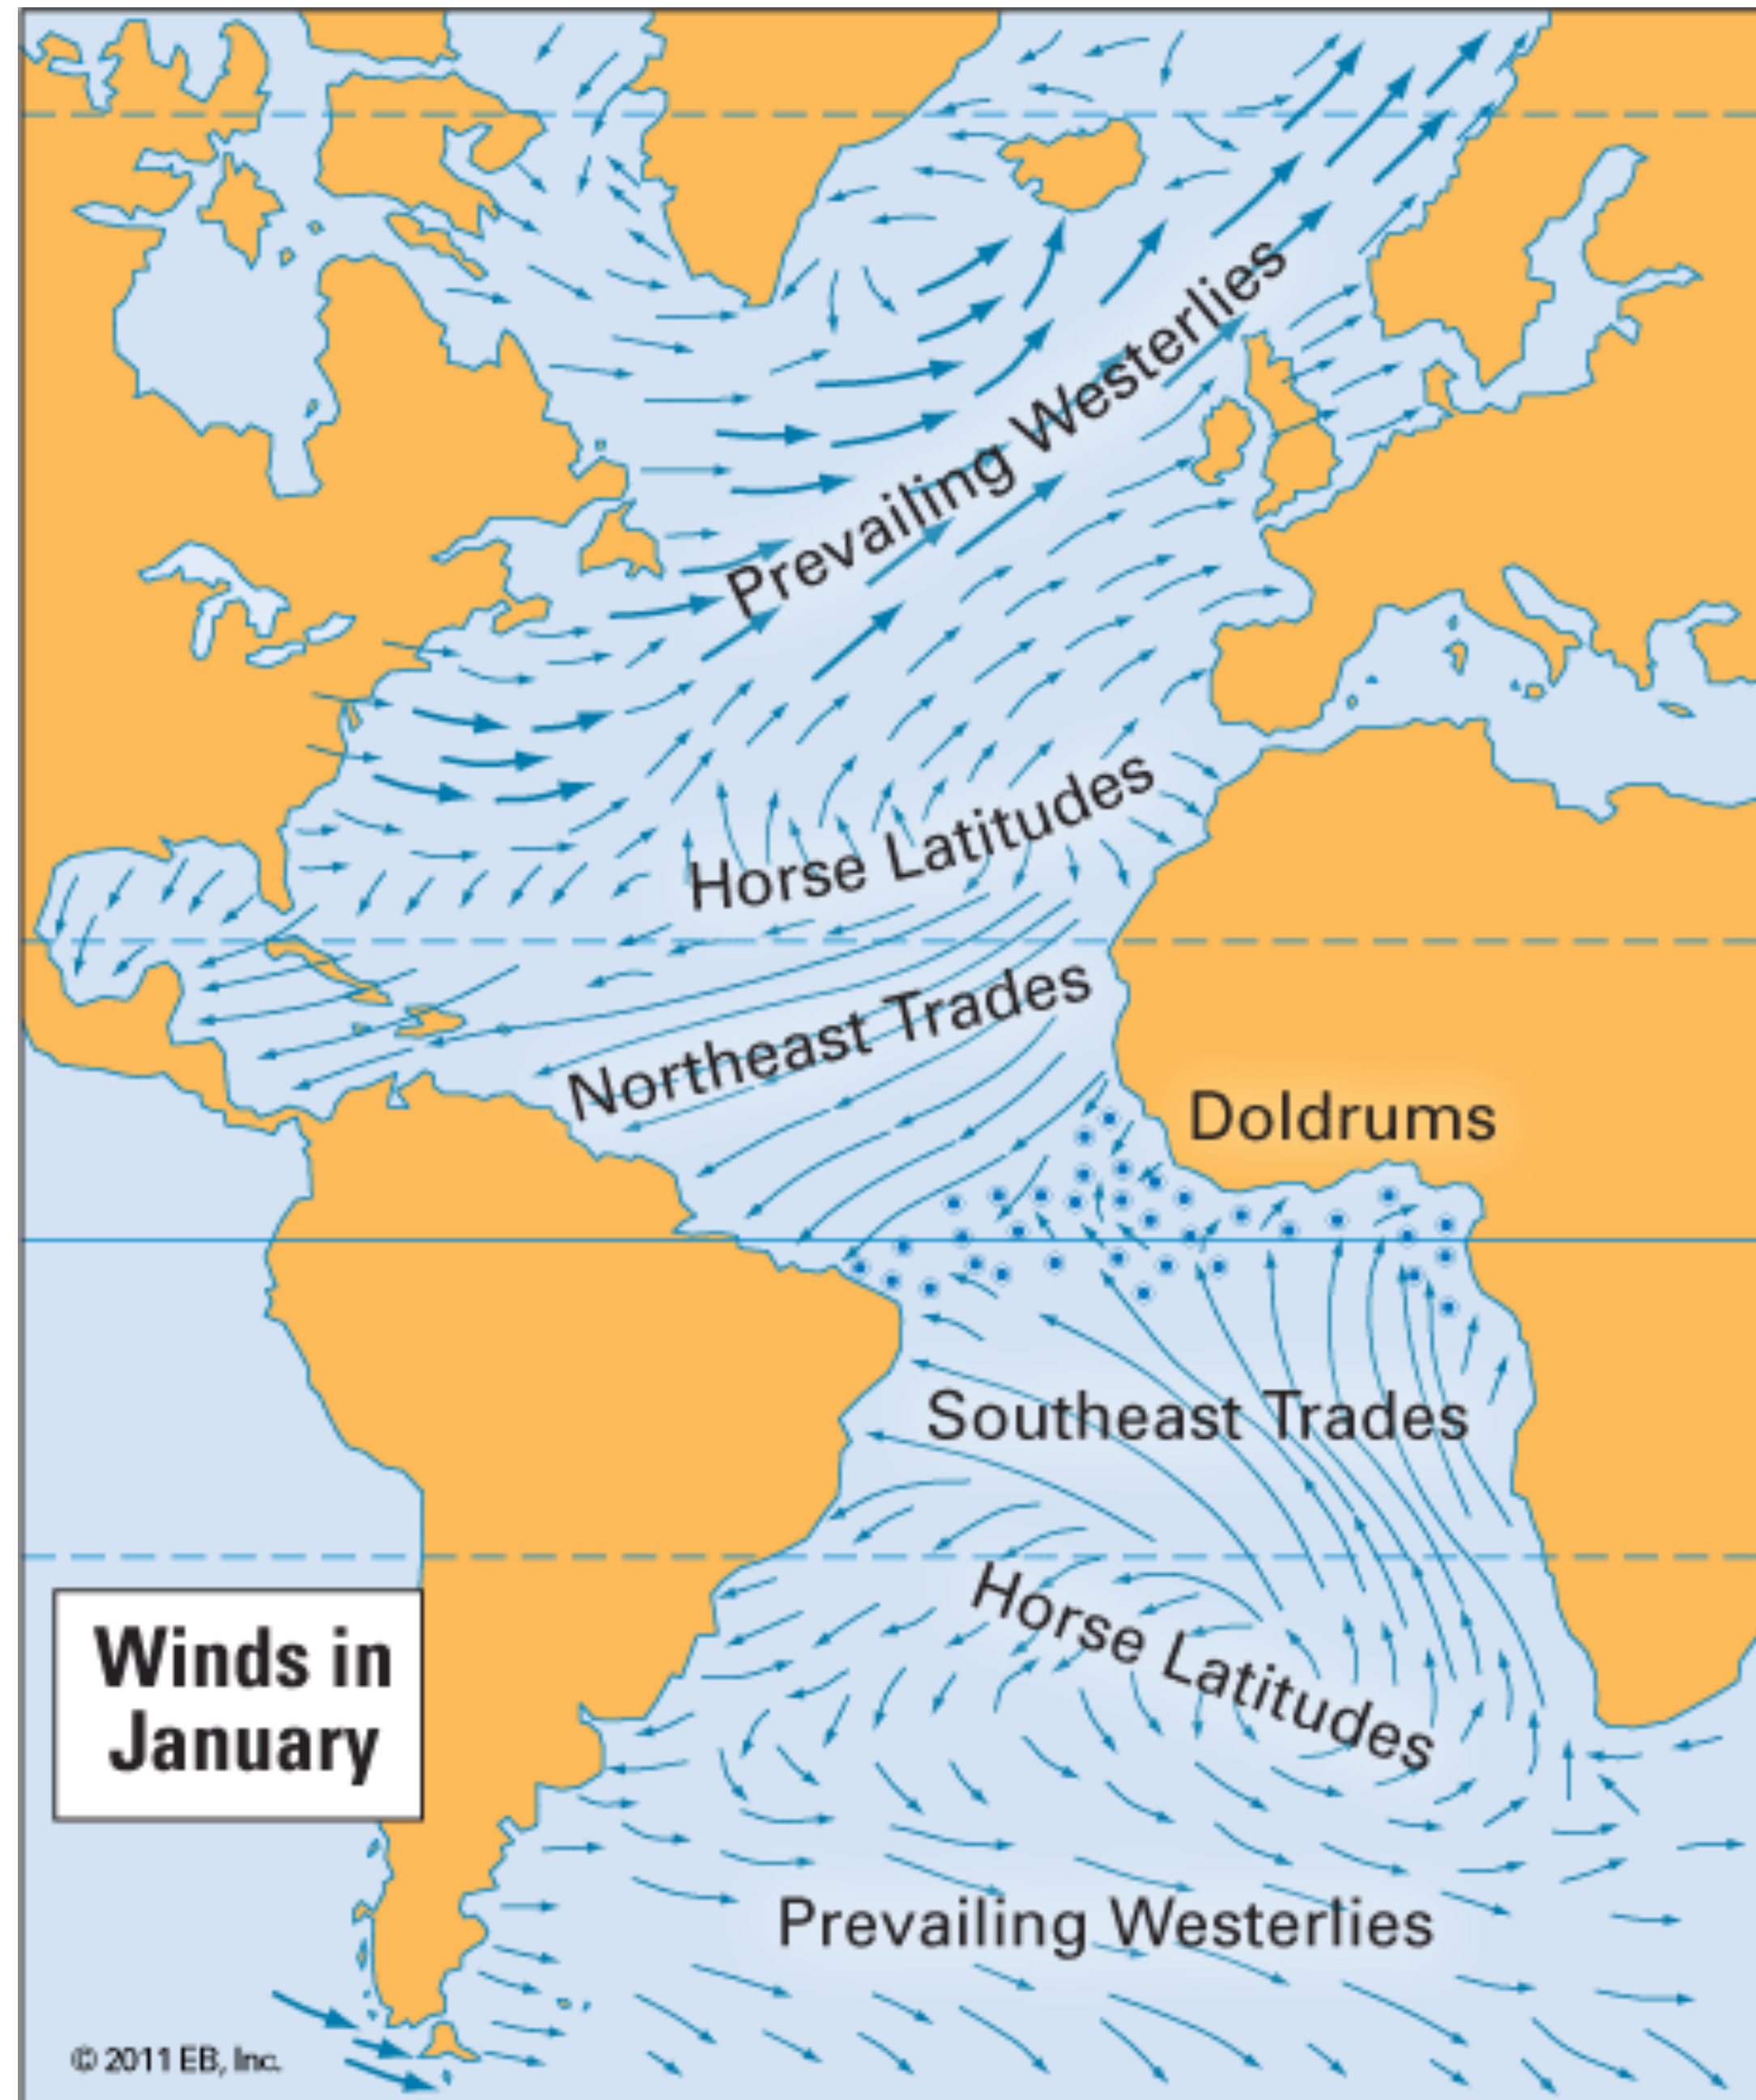 Prevailing Westerlies
Horse Latitudes
Northeast Trades
Doldrums
Southeast Trades
Horse Latitudes
Winds in
January
Prevailing Westerlies
© 2011 EB, Inc.